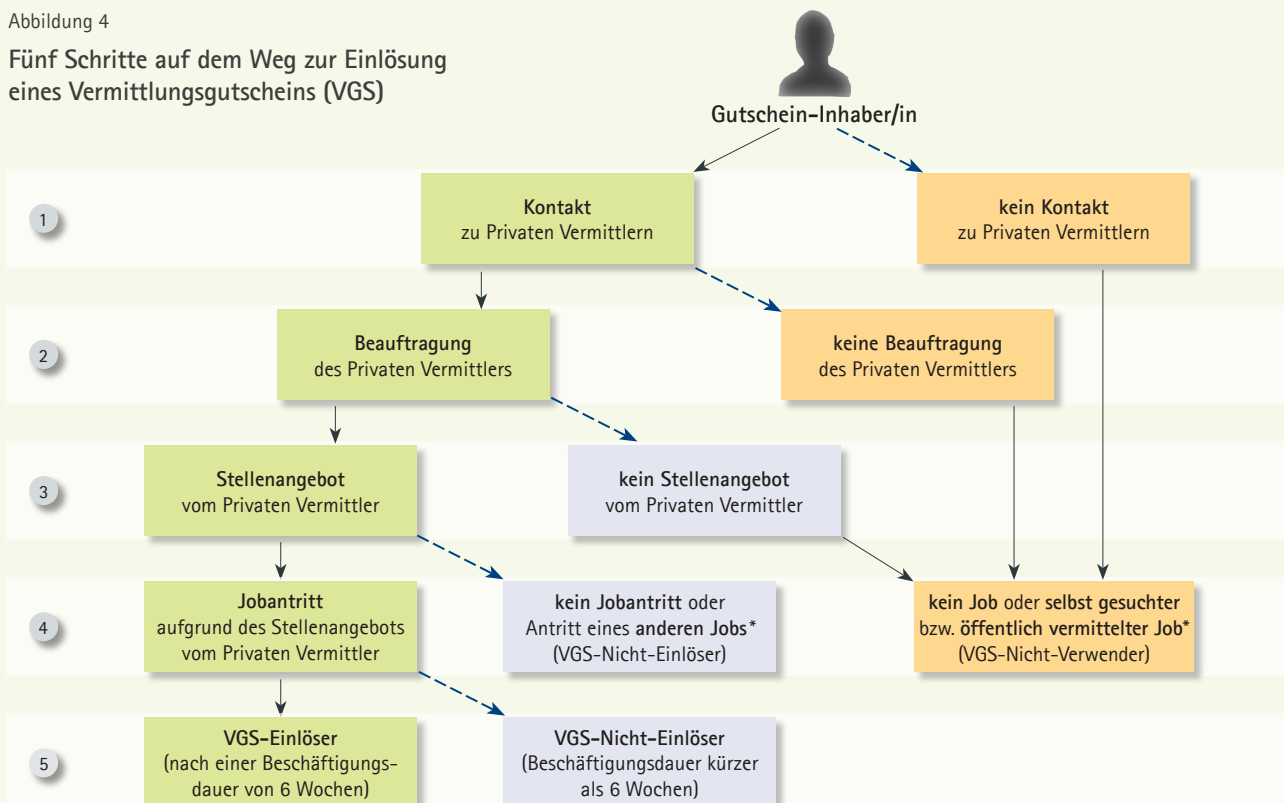 Abbildung 4
Fünf Schritte auf dem Weg zur Einlösung
eines Vermittlungsgutscheins (VGS)
Gutschein-Inhaber/in
1
Kontakt
zu Privaten Vermittlern
kein Kontakt
zu Privaten Vermittlern
2
Beauftragung
des Privaten Vermittlers
keine Beauftragung
des Privaten Vermittlers
3
Stellenangebot
vom Privaten Vermittler
kein Stellenangebot
vom Privaten Vermittler
4
Jobantritt
aufgrund des Stellenangebots
vom Privaten Vermittler
kein Jobantritt oder
Antritt eines anderen Jobs*
(VGS-Nicht-Einlöser)
kein Job oder selbst gesuchter
bzw. öffentlich vermittelter Job*
(VGS-Nicht-Verwender)
5
VGS-Einlöser
(nach einer Beschäftigungs-
dauer von 6 Wochen)
VGS-Nicht-Einlöser
(Beschäftigungsdauer kürzer
als 6 Wochen)